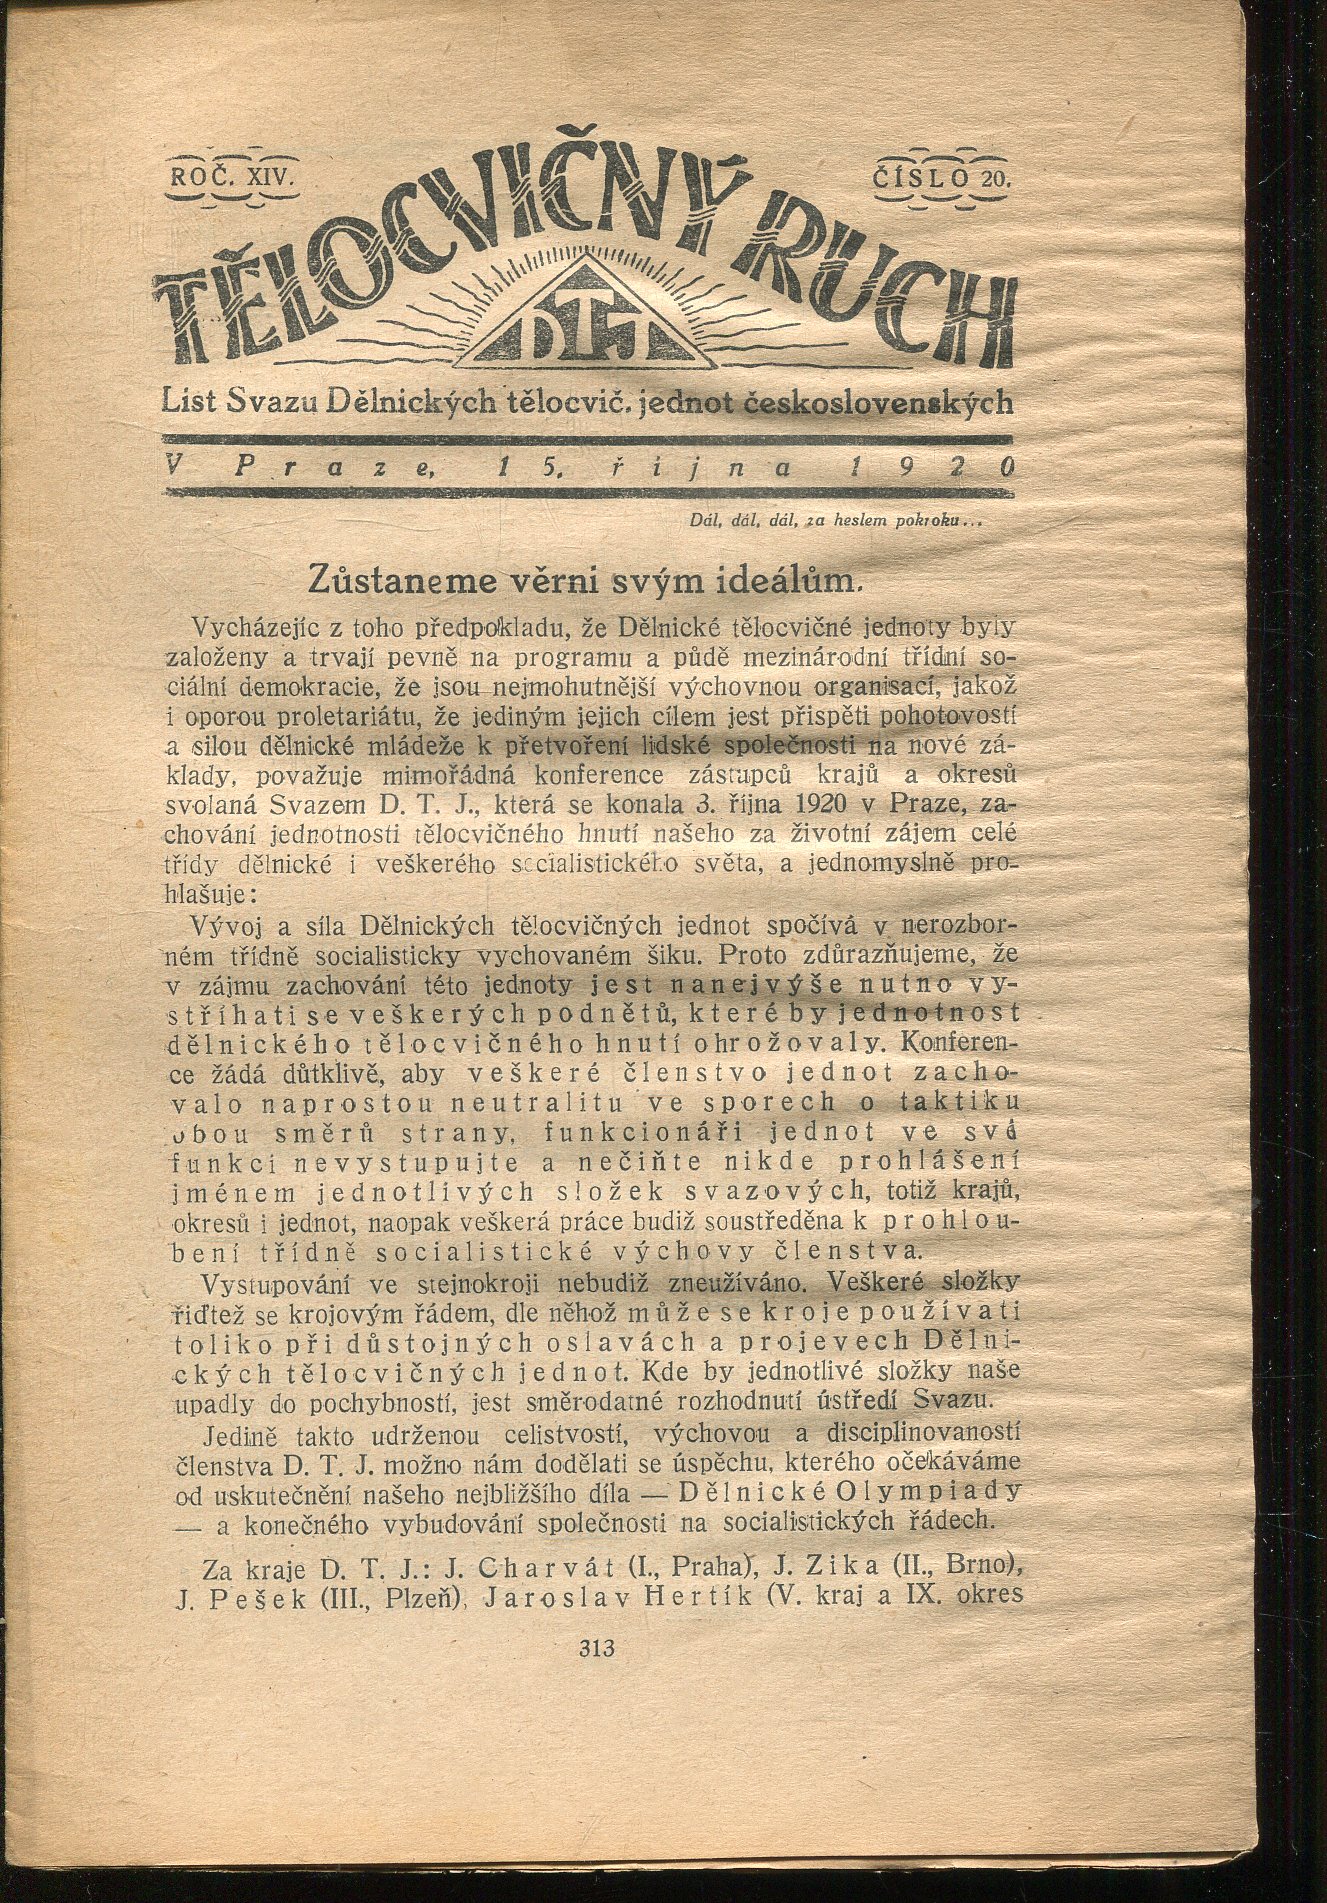 ROČ. XIV.
ČÍSLO 20.
TĚLOCVIČNÝ RUCH
DTJ
List Svazu Dělnických tělocvič. jednot československých
V Praze, 15. října 1920
Dál, dál, dál, za heslem pokroku...
Zůstaneme věrni svým ideálům.
Vycházejíc z toho předpokladu, že Dělnické tělocvičné jednoty byly
založeny a trvají pevně na programu a půdě mezinárodní třídní so-
ciální demokracie, že jsou nejmohutnější výchovnou organisací, jakož
i oporou proletariátu, že jediným jejich cílem jest přispěti pohotovostí
a silou dělnické mládeže k přetvoření lidské společnosti na nové zá-
klady, považuje mimořádná konference zástupců krajů a okresů
svolaná Svazem D. T. J., která se konala 3. října 1920 v Praze, za-
chování jednotnosti tělocvičného hnutí našeho za životní zájem celé
třídy dělnické i veškerého socialistického světa, a jednomyslně pro-
hlašuje:
Vývoj a síla Dělnických tělocvičných jednot spočívá v nerozbor-
ném třídně socialisticky vychovaném šiku. Proto zdůrazňujeme, že
v zájmu zachování této jednoty jest nanejvýše nutno vy-
stříhati se veškerých podnětů, které by jednotnost
dělnického tělocvičného hnutí ohrožovaly. Konferen-
ce žádá důtklivě, aby veškeré členstvo jednot zacho-
valo naprostou neutralitu ve sporech o taktiku
obou směrů strany, funkcionáři jednot ve své
funkci nevystupujte a nečiňte nikde prohlášení
jménem jednotlivých složek svazových, totiž krajů,
okresů i jednot, naopak veškerá práce budiž soustředěna k prohlou-
bení třídně socialistické výchovy členstva.
Vystupování ve stejnokroji nebudiž zneužíváno. Veškeré složky
řiďtež se krojovým řádem, dle něhož může se kroje používati
toliko při důstojných oslavách a projevech Dělni-
ckých tělocvičných jednot. Kde by jednotlivé složky naše
upadly do pochybností, jest směrodatné rozhodnutí ústředí Svazu.
Jedině takto udrženou celistvostí, výchovou a disciplinovaností
členstva D. T. J. možno nám dodělati se úspěchu, kterého očekáváme
od uskutečnění našeho nejbližšího díla — Dělnické Olympiady
— a konečného vybudování společnosti na socialistických řádech.
Za kraje D. T. J.: J. Charvát (I., Praha), J. Zika (II., Brno),
J. Pešek (III., Plzeň), Jaroslav Hertík (V. kraj a IX. okres
313